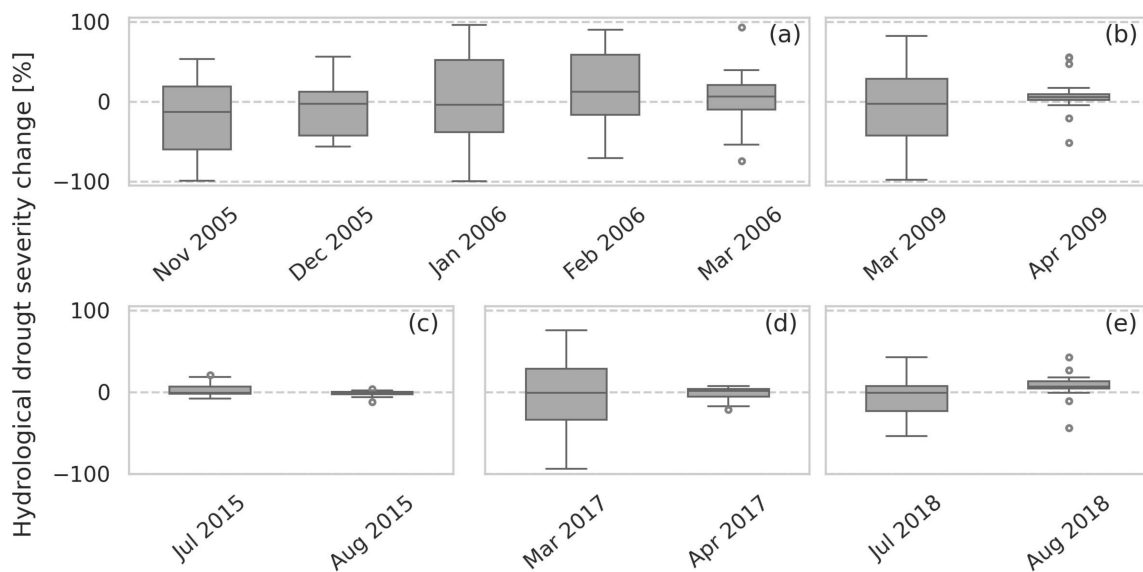 Hydrological drougt severity change [%]
100
0
−100
(a)
(b)
Nov 2005
Dec 2005
Jan 2006
Feb 2006
Mar 2006
Mar 2009
Apr 2009
100
0
−100
(c)
(d)
(e)
Jul 2015
Aug 2015
Mar 2017
Apr 2017
Jul 2018
Aug 2018